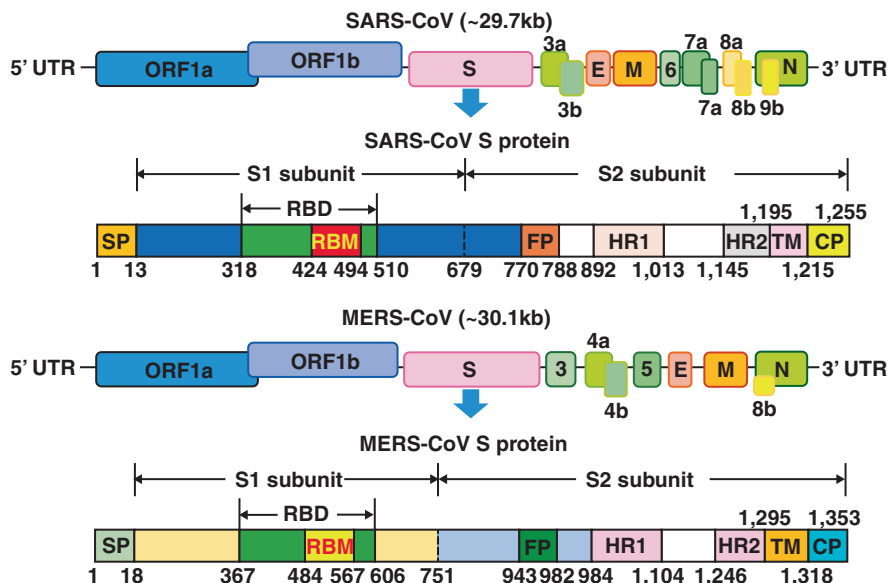 SARS-CoV (~29.7kb)
3a 7a 8a
5' UTR ORF1a ORF1b S E M 6 N 3' UTR
3b 7a 8b 9b
SARS-CoV S protein
S1 subunit S2 subunit
RBD 1,195 1,255
SP RBM FP HR1 HR2 TM CP
1 13 318 424 494 510 679 770 788 892 1,013 1,145 1,215
MERS-CoV (~30.1kb)
4a
5' UTR ORF1a ORF1b S 3 5 E M N 3' UTR
4b 8b
MERS-CoV S protein
S1 subunit S2 subunit
RBD 1,295 1,353
SP RBM FP HR1 HR2 TM CP
1 18 367 484 567 606 751 943 982 984 1,104 1,246 1,318